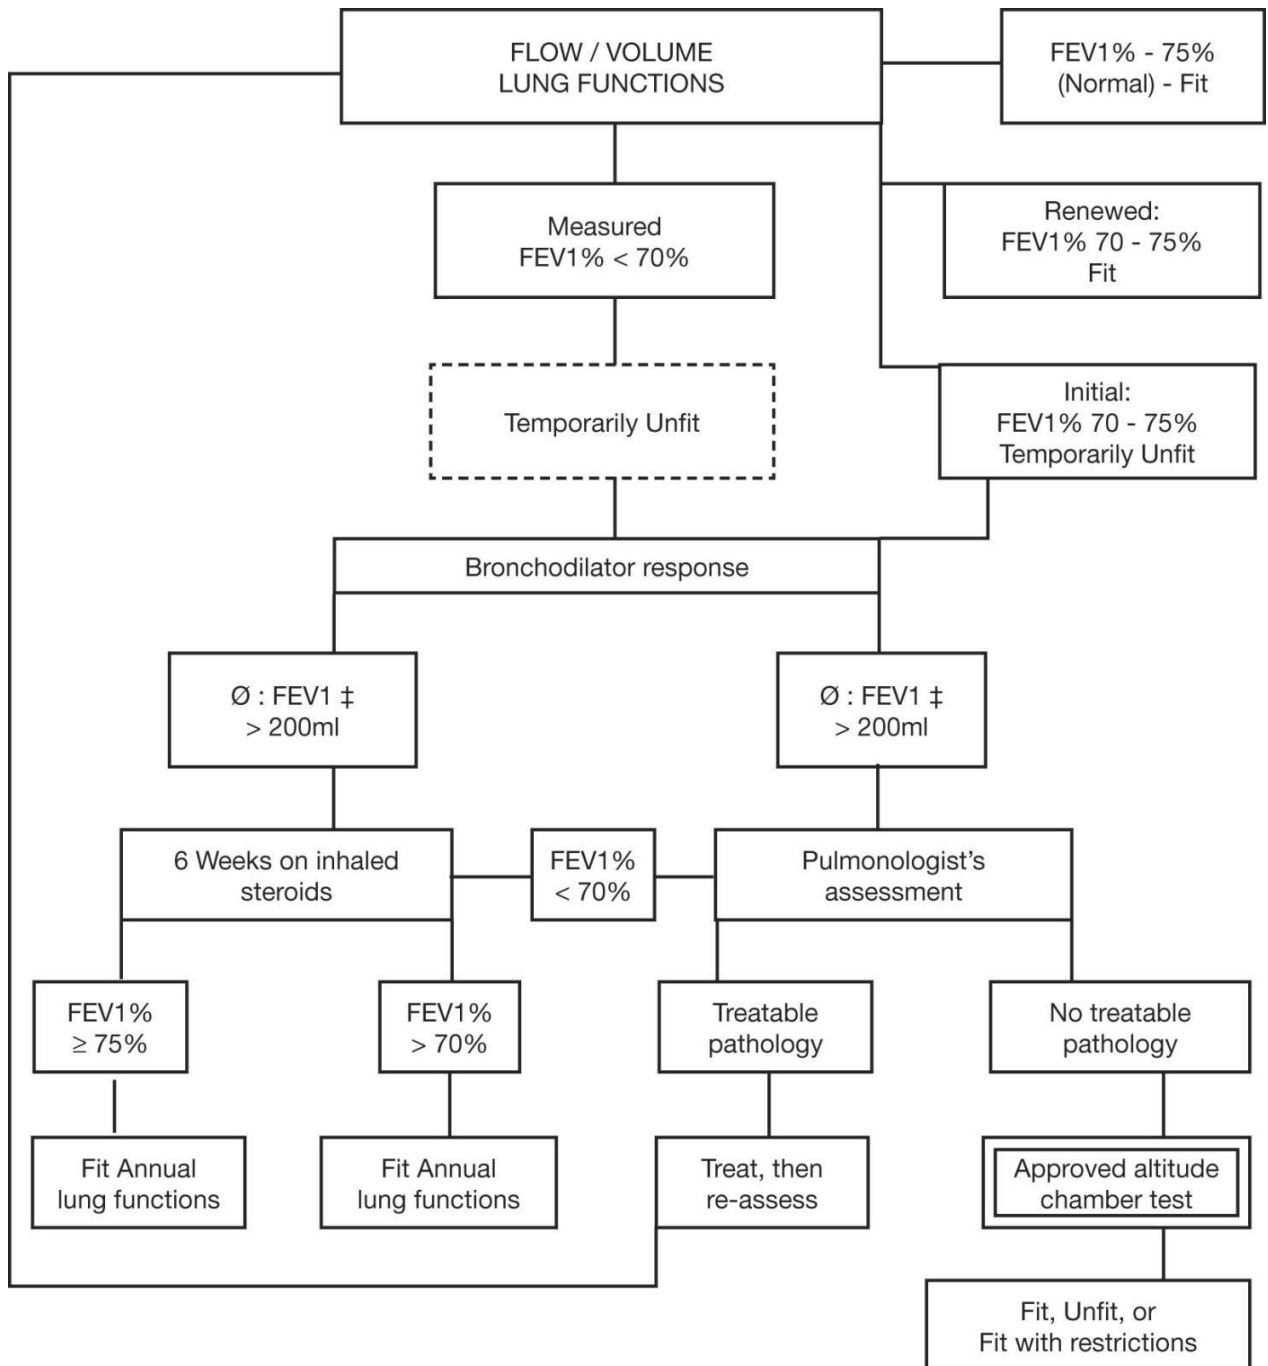 FLOW / VOLUME
LUNG FUNCTIONS
FEV1% - 75%
(Normal) - Fit
Measured
FEV1% < 70%
Renewed:
FEV1% 70 - 75%
Fit
Temporarily Unfit
Initial:
FEV1% 70 - 75%
Temporarily Unfit
Bronchodilator response
Ø : FEV1 ‡
> 200ml
Ø : FEV1 ‡
> 200ml
6 Weeks on inhaled
steroids
FEV1%
< 70%
Pulmonologist's
assessment
FEV1%
≥ 75%
FEV1%
> 70%
Treatable
pathology
No treatable
pathology
Fit Annual
lung functions
Fit Annual
lung functions
Treat, then
re-assess
Approved altitude
chamber test
Fit, Unfit, or
Fit with restrictions